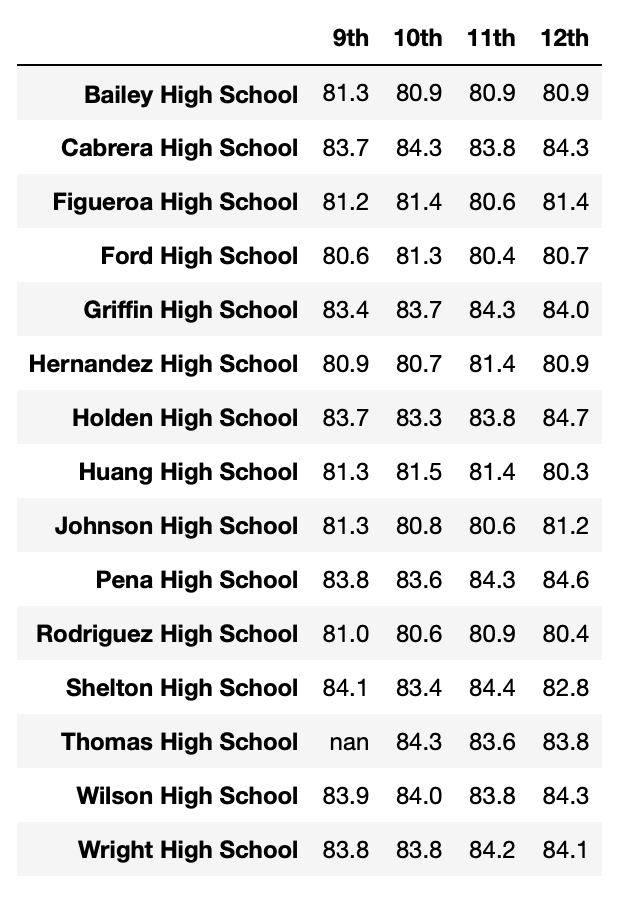 9th 10th 11th 12th
Bailey High School 81.3 80.9 80.9 80.9
Cabrera High School 83.7 84.3 83.8 84.3
Figueroa High School 81.2 81.4 80.6 81.4
Ford High School 80.6 81.3 80.4 80.7
Griffin High School 83.4 83.7 84.3 84.0
Hernandez High School 80.9 80.7 81.4 80.9
Holden High School 83.7 83.3 83.8 84.7
Huang High School 81.3 81.5 81.4 80.3
Johnson High School 81.3 80.8 80.6 81.2
Pena High School 83.8 83.6 84.3 84.6
Rodriguez High School 81.0 80.6 80.9 80.4
Shelton High School 84.1 83.4 84.4 82.8
Thomas High School nan 84.3 83.6 83.8
Wilson High School 83.9 84.0 83.8 84.3
Wright High School 83.8 83.8 84.2 84.1